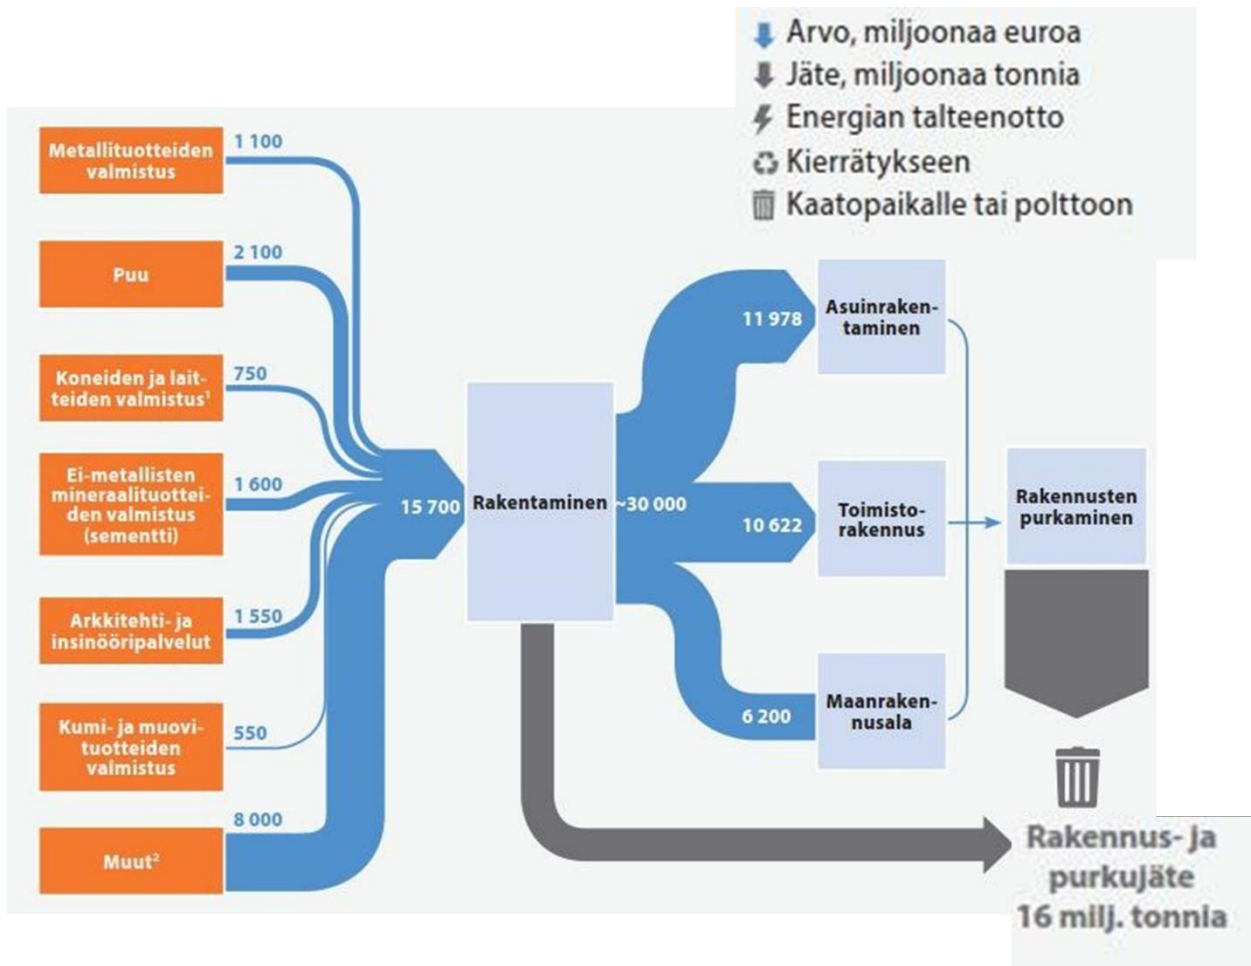 Arvo, miljoonaa euroa
Jäte, miljoonaa tonnia
Energian talteenotto
Kierrätykseen
Kaatopaikalle tai polttoon
Metallituotteiden
valmistus
1 100
Puu
2 100
Koneiden ja lait-
teiden valmistus¹
750
Ei-metallisten
mineraalituottei-
den valmistus
(sementti)
1 600
Arkkitehti- ja
insinööripalvelut
1 550
Kumi- ja muovi-
tuotteiden
valmistus
550
Muut²
8 000
15 700
Rakentaminen
~30 000
11 978
Asuinraken-
taminen
10 622
Toimisto-
rakennus
6 200
Maanraken-
nusala
Rakennusten
purkaminen
Rakennus- ja
purkujäte
16 milj. tonnia